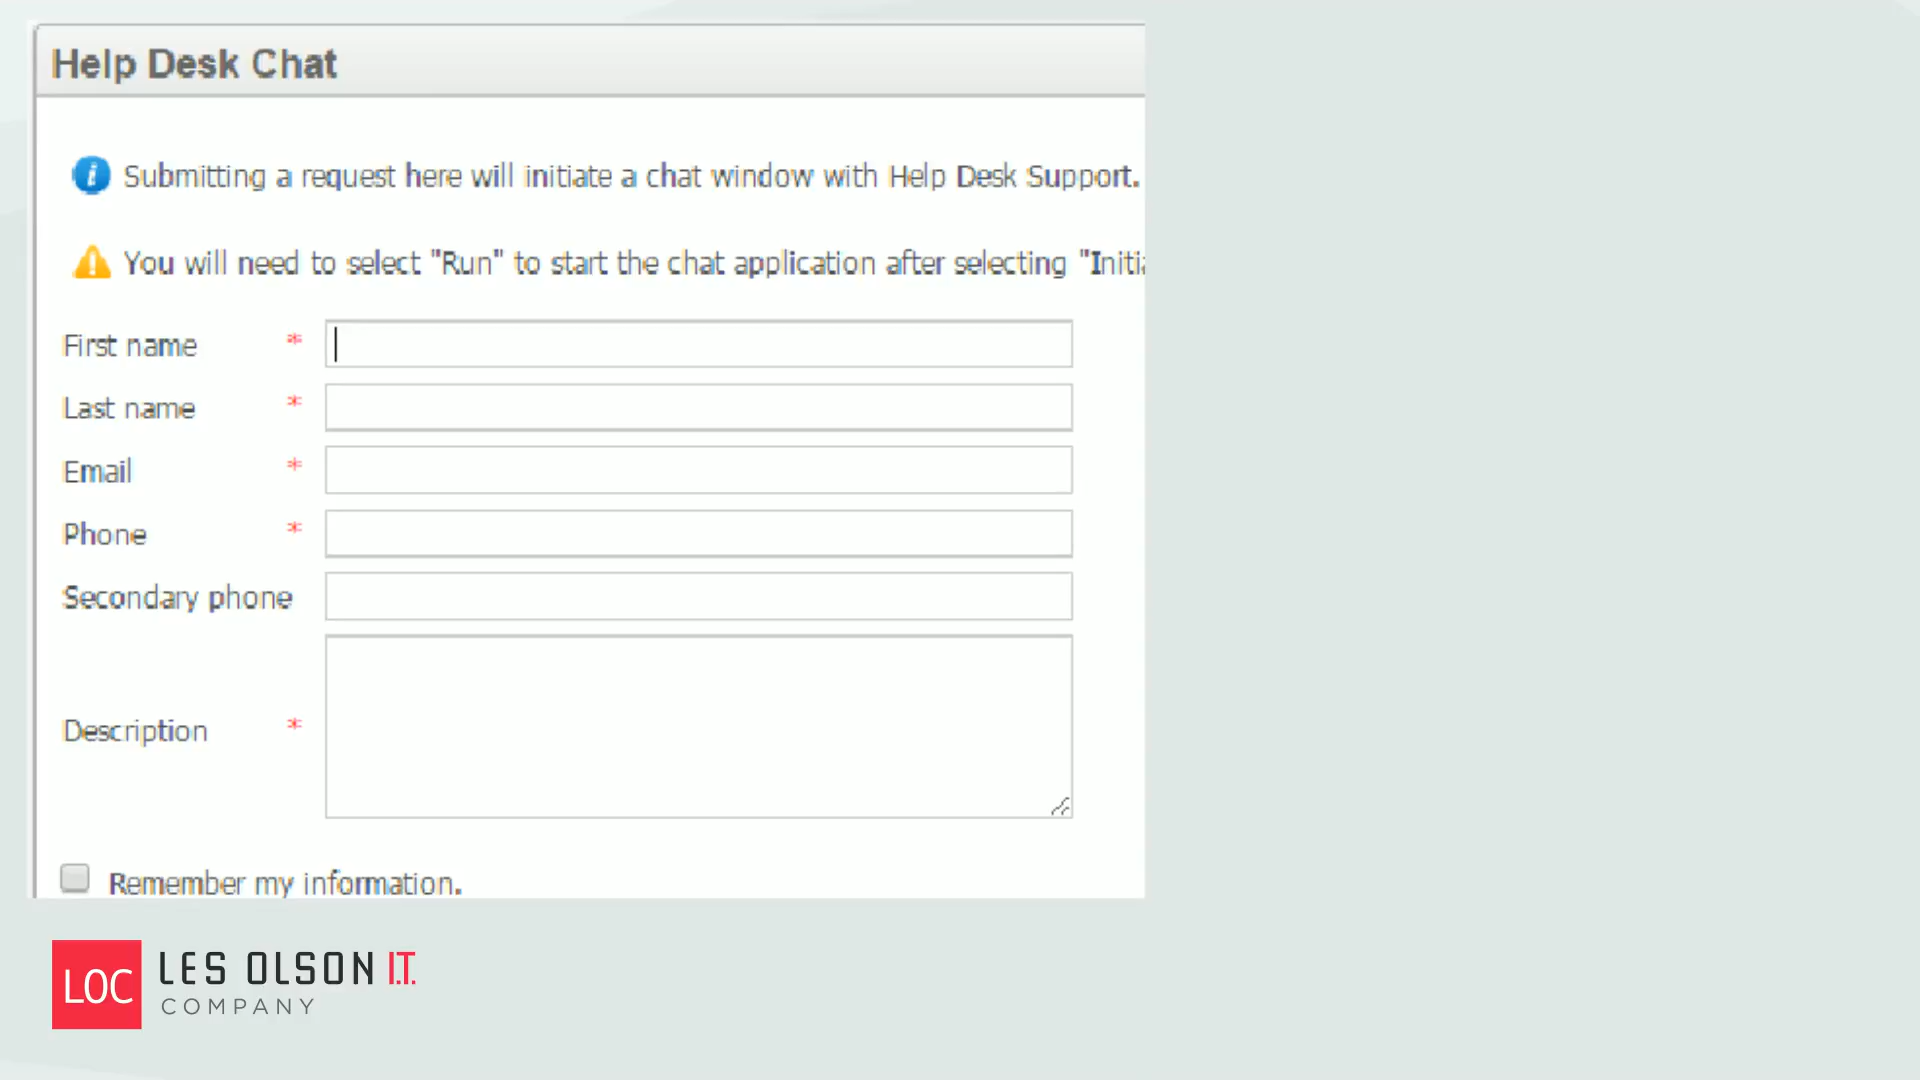 Help Desk Chat
Submitting a request here will initiate a chat window with Help Desk Support.
You will need to select "Run" to start the chat application after selecting "Initia
First name *
Last name *
Email *
Phone *
Secondary phone
Description *
Remember my information.
LOC LES OLSON I.T.
COMPANY